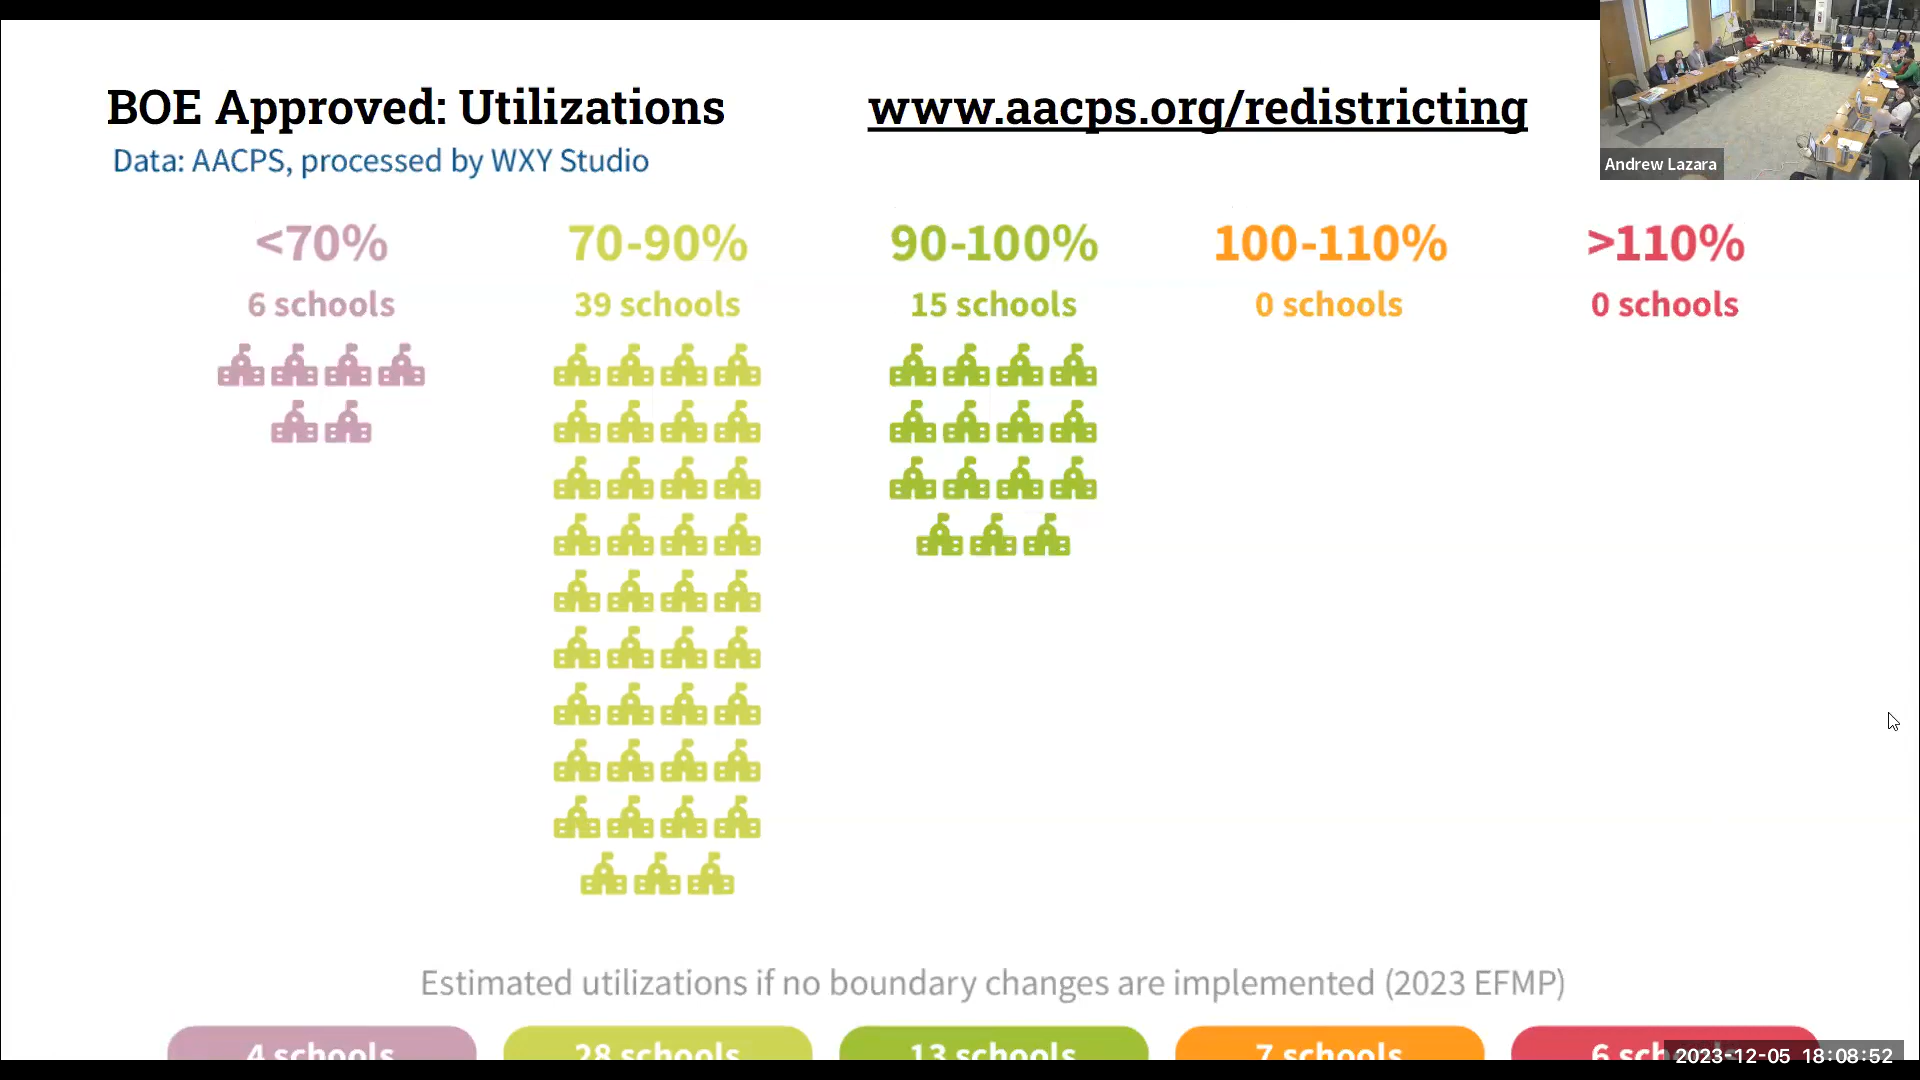 BOE Approved: Utilizations
www.aacps.org/redistricting
Data: AACPS, processed by WXY Studio
Andrew Lazara
<70%
70-90%
90-100%
100-110%
>110%
6 schools
39 schools
15 schools
0 schools
0 schools
Estimated utilizations if no boundary changes are implemented (2023 EFMP)
4 schools
28 schools
13 schools
7 schools
6 sch
2023-12-05 18:08:52